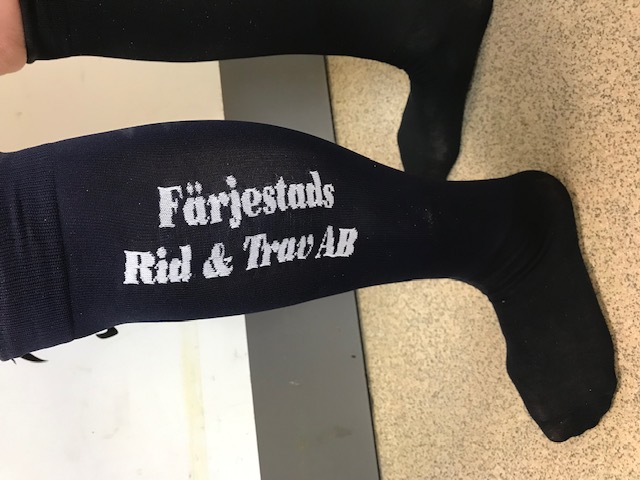 Färjestads
Rid & Trav AB